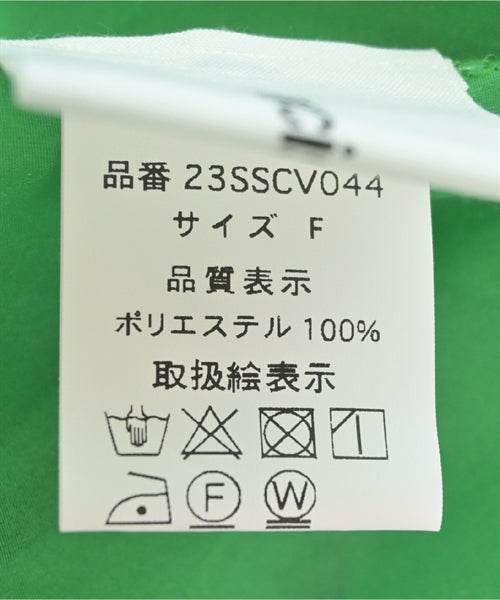 品番 23SSCV044
サイズ F
品質表示
ポリエステル 100%
取扱絵表示
F W